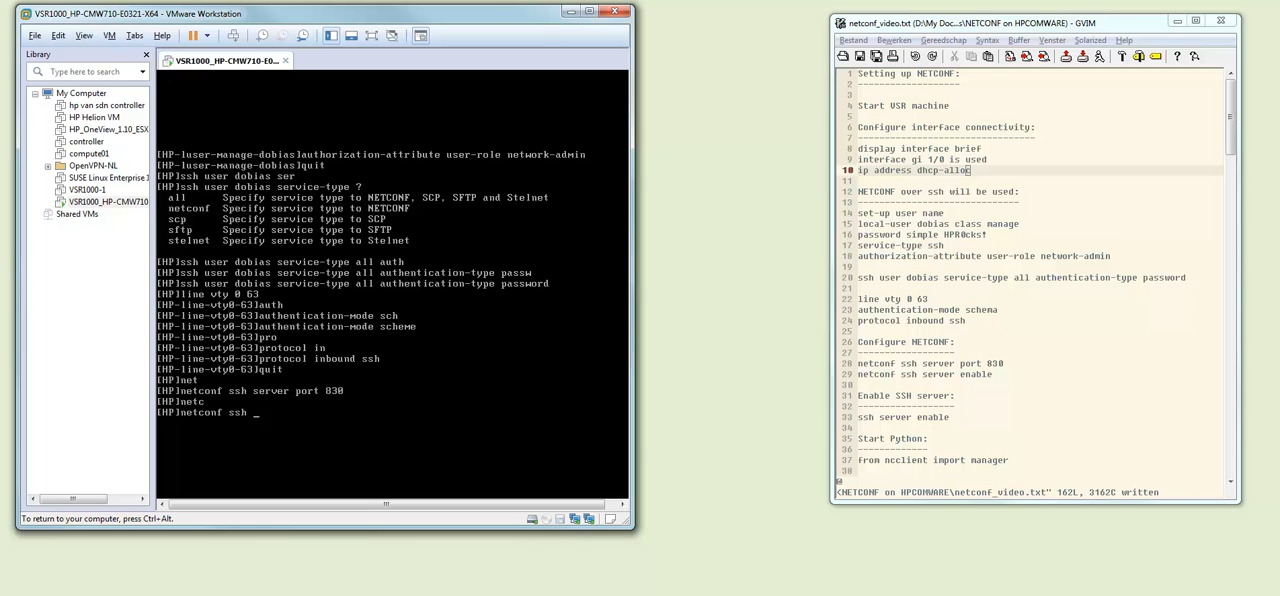 VSR1000_HP-CMW710-E0321-X64 - VMware Workstation
File Edit View VM Tabs Help
Library
Type here to search
My Computer
hp van sdn controller
HP Helion VM
HP_OneView_1.10_ESX
controller
compute01
OpenVPN-NL
SUSE Linux Enterprise 1
VSR1000-1
VSR1000_HP-CMW710
Shared VMs
VSR1000_HP-CMW710-E0...
[HP-luser-manage-dobias]authorization-attribute user-role network-admin
[HP-luser-manage-dobias]quit
[HP]ssh user dobias ser
[HP]ssh user dobias service-type ?
all Specify service type to NETCONF, SCP, SFTP and Stelnet
netconf Specify service type to NETCONF
scp Specify service type to SCP
sftp Specify service type to SFTP
stelnet Specify service type to Stelnet
[HP]ssh user dobias service-type all auth
[HP]ssh user dobias service-type all authentication-type passw
[HP]ssh user dobias service-type all authentication-type password
[HP]line vty 0 63
[HP-line-vty0-63]auth
[HP-line-vty0-63]authentication-mode sch
[HP-line-vty0-63]authentication-mode scheme
[HP-line-vty0-63]pro
[HP-line-vty0-63]protocol in
[HP-line-vty0-63]protocol inbound ssh
[HP-line-vty0-63]quit
[HP]net
[HP]netconf ssh server port 830
[HP]netc
[HP]netconf ssh _
To return to your computer, press Ctrl+Alt.
netconf_video.txt (D:\My Doc...s\NETCONF on HPCOMWARE) - GVIM
Bestand Bewerken Gereedschap Syntax Buffer Venster Solarized Help
1 Setting up NETCONF:
2 -------------------
3
4 Start VSR machine
5
6 Configure interface connectivity:
7 ---------------------------------
8 display interface brief
9 interface gi 1/0 is used
10 ip address dhcp-alloc
11
12 NETCONF over ssh will be used:
13 ------------------------------
14 set-up user name
15 local-user dobias class manage
16 password simple HPR0cks!
17 service-type ssh
18 authorization-attribute user-role network-admin
19
20 ssh user dobias service-type all authentication-type password
21
22 line vty 0 63
23 authentication-mode schema
24 protocol inbound ssh
25
26 Configure NETCONF:
27 ------------------
28 netconf ssh server port 830
29 netconf ssh server enable
30
31 Enable SSH server:
32 ------------------
33 ssh server enable
34
35 Start Python:
36 -------------
37 from ncclient import manager
38
@
<NETCONF on HPCOMWARE\netconf_video.txt" 162L, 3162C written